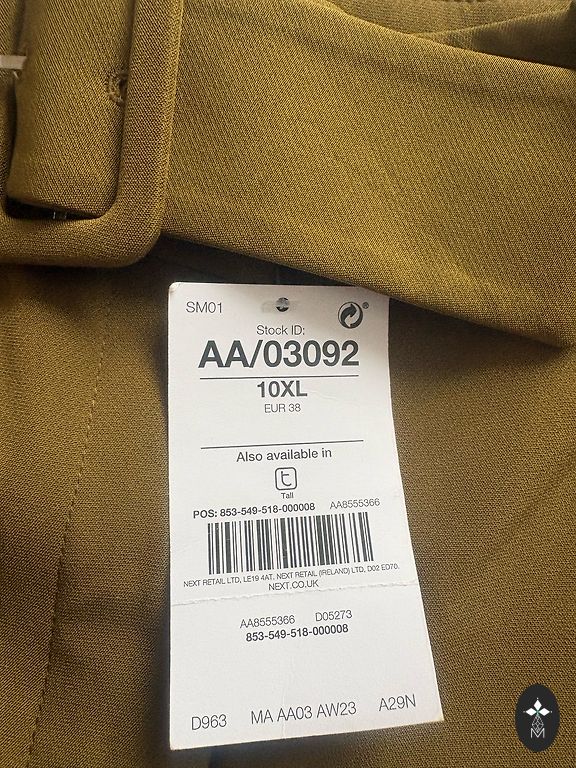 SM01
®
Stock ID:
AA/03092
10XL
EUR 38
Also available in
t
Tall
POS: 853-549-518-000008 AA8555366
NEXT RETAIL LTD, LE19 4AT, NEXT RETAIL (IRELAND) LTD, D02 ED70.
NEXT.CO.UK
AA8555366 D05273
853-549-518-000008
D963 MA AA03 AW23 A29N
M